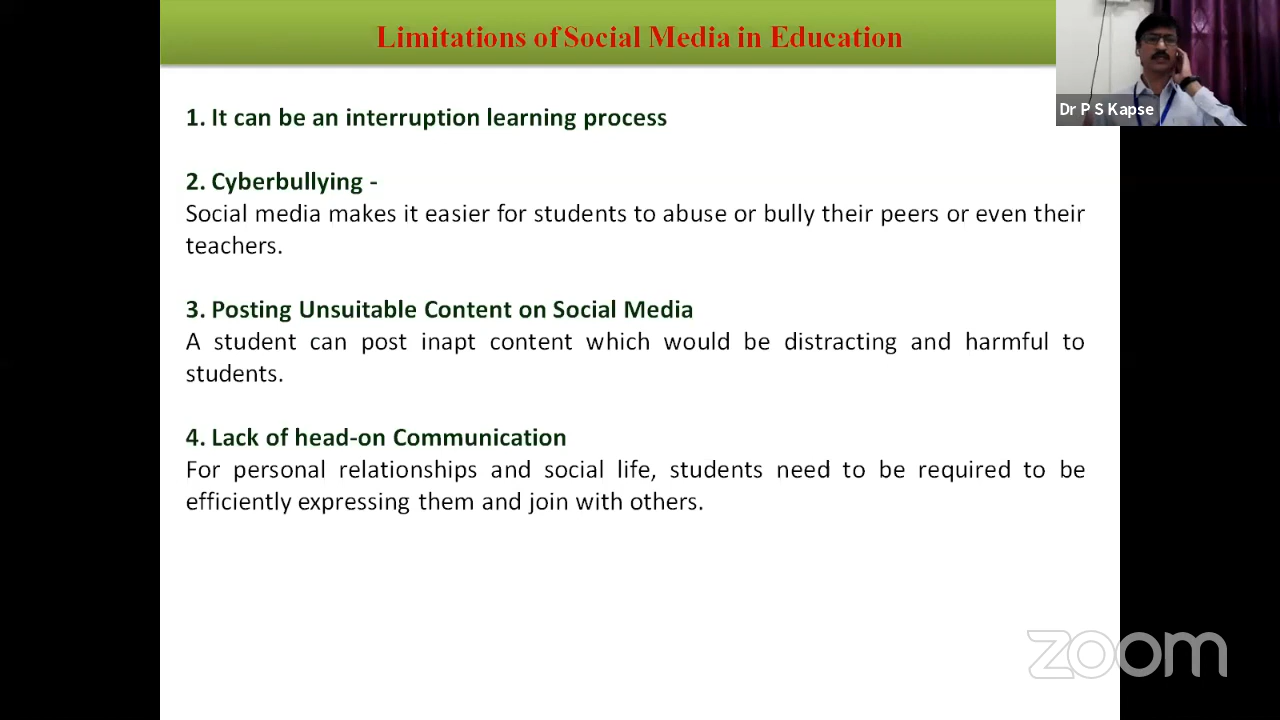 Limitations of Social Media in Education
Dr P S Kapse
1. It can be an interruption learning process
2. Cyberbullying -
Social media makes it easier for students to abuse or bully their peers or even their
teachers.
3. Posting Unsuitable Content on Social Media
A student can post inapt content which would be distracting and harmful to
students.
4. Lack of head-on Communication
For personal relationships and social life, students need to be required to be
efficiently expressing them and join with others.
zoom